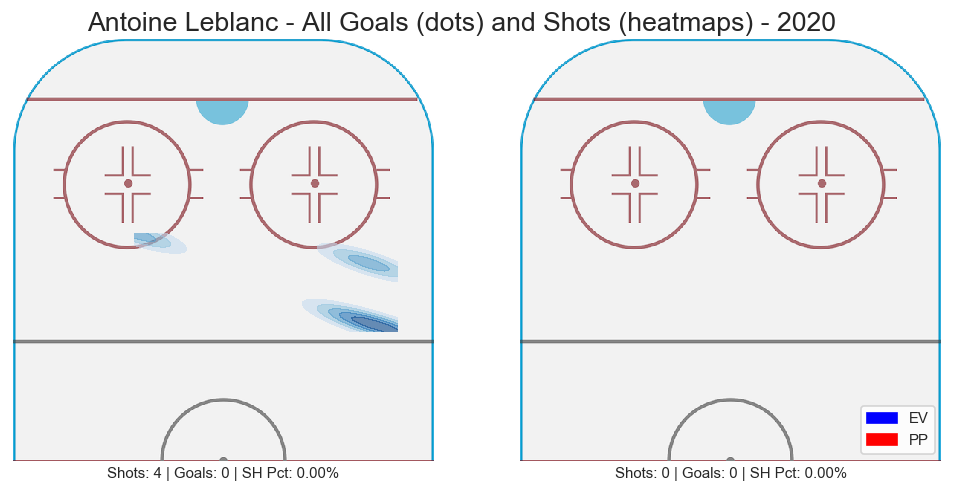 Antoine Leblanc - All Goals (dots) and Shots (heatmaps) - 2020
EV
PP
Shots: 4 | Goals: 0 | SH Pct: 0.00%
Shots: 0 | Goals: 0 | SH Pct: 0.00%